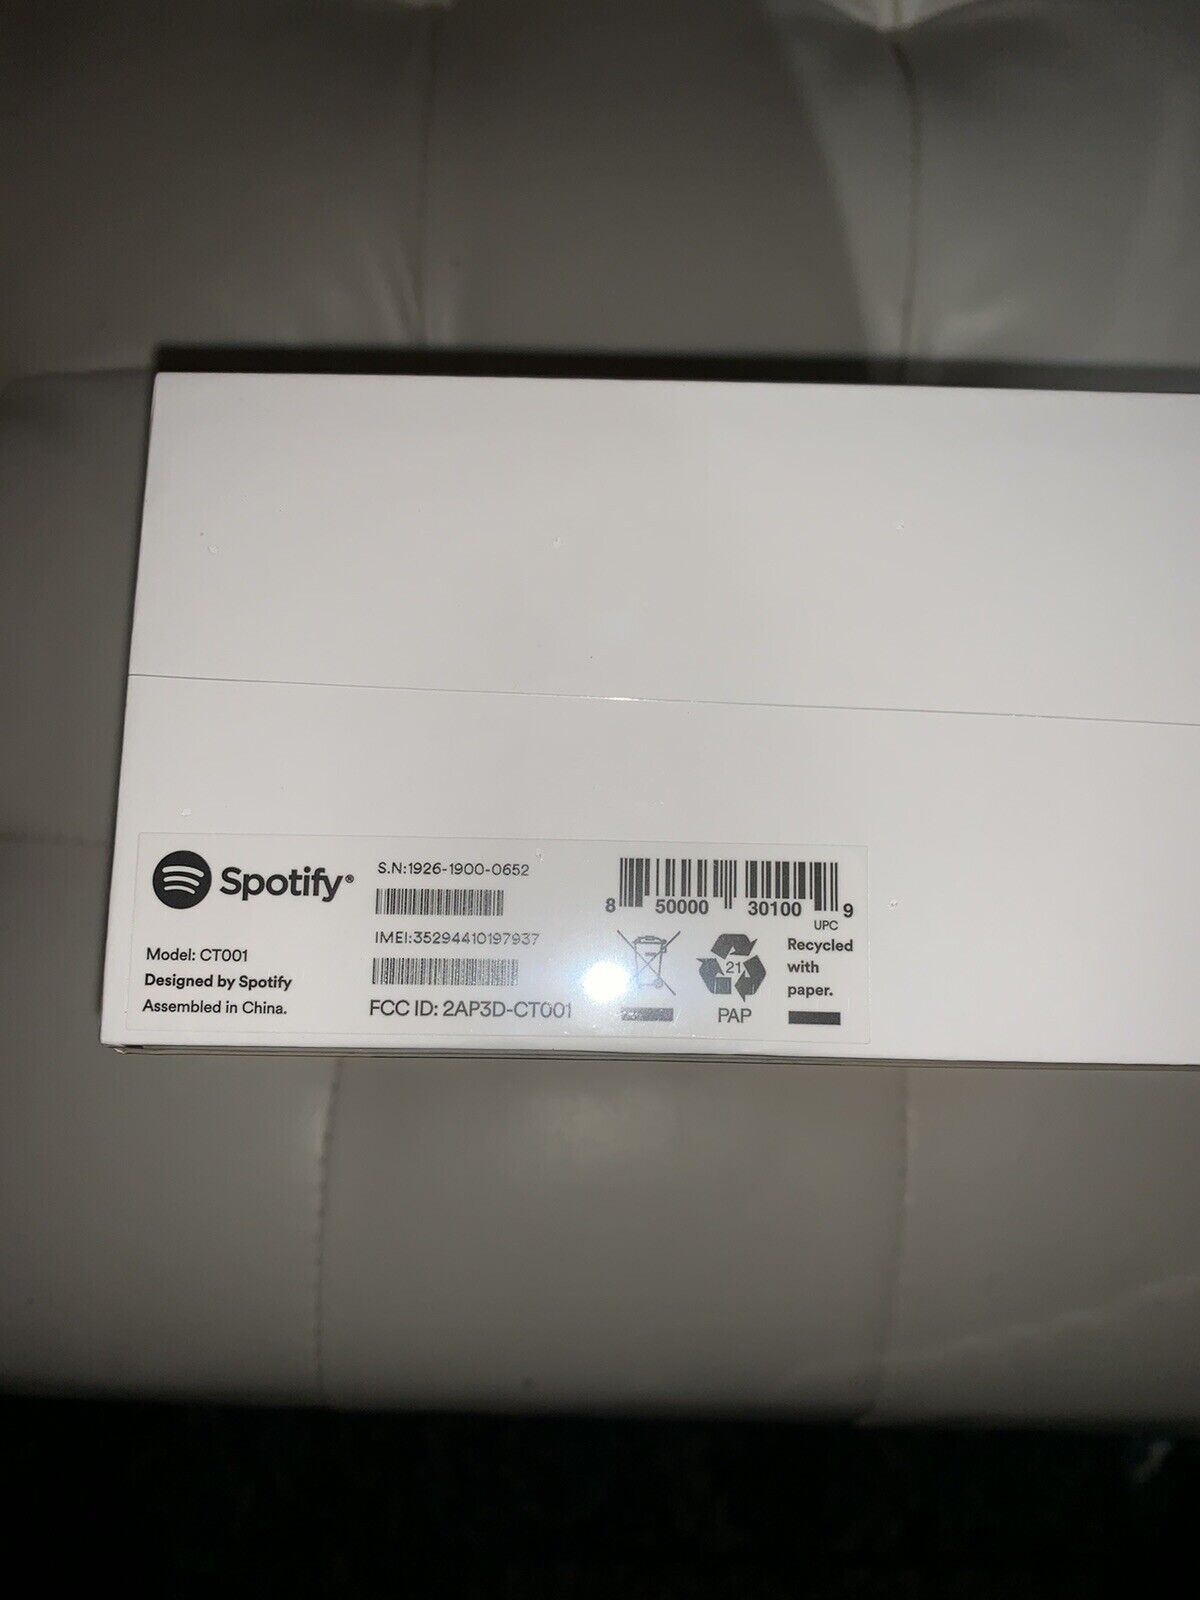 Spotify®
Model: CT001
Designed by Spotify
Assembled in China.
S.N:1926-1900-0652
IMEI:35294410197937
FCC ID: 2AP3D-CT001
8 50000 30100 9
UPC
21
PAP
Recycled
with
paper.